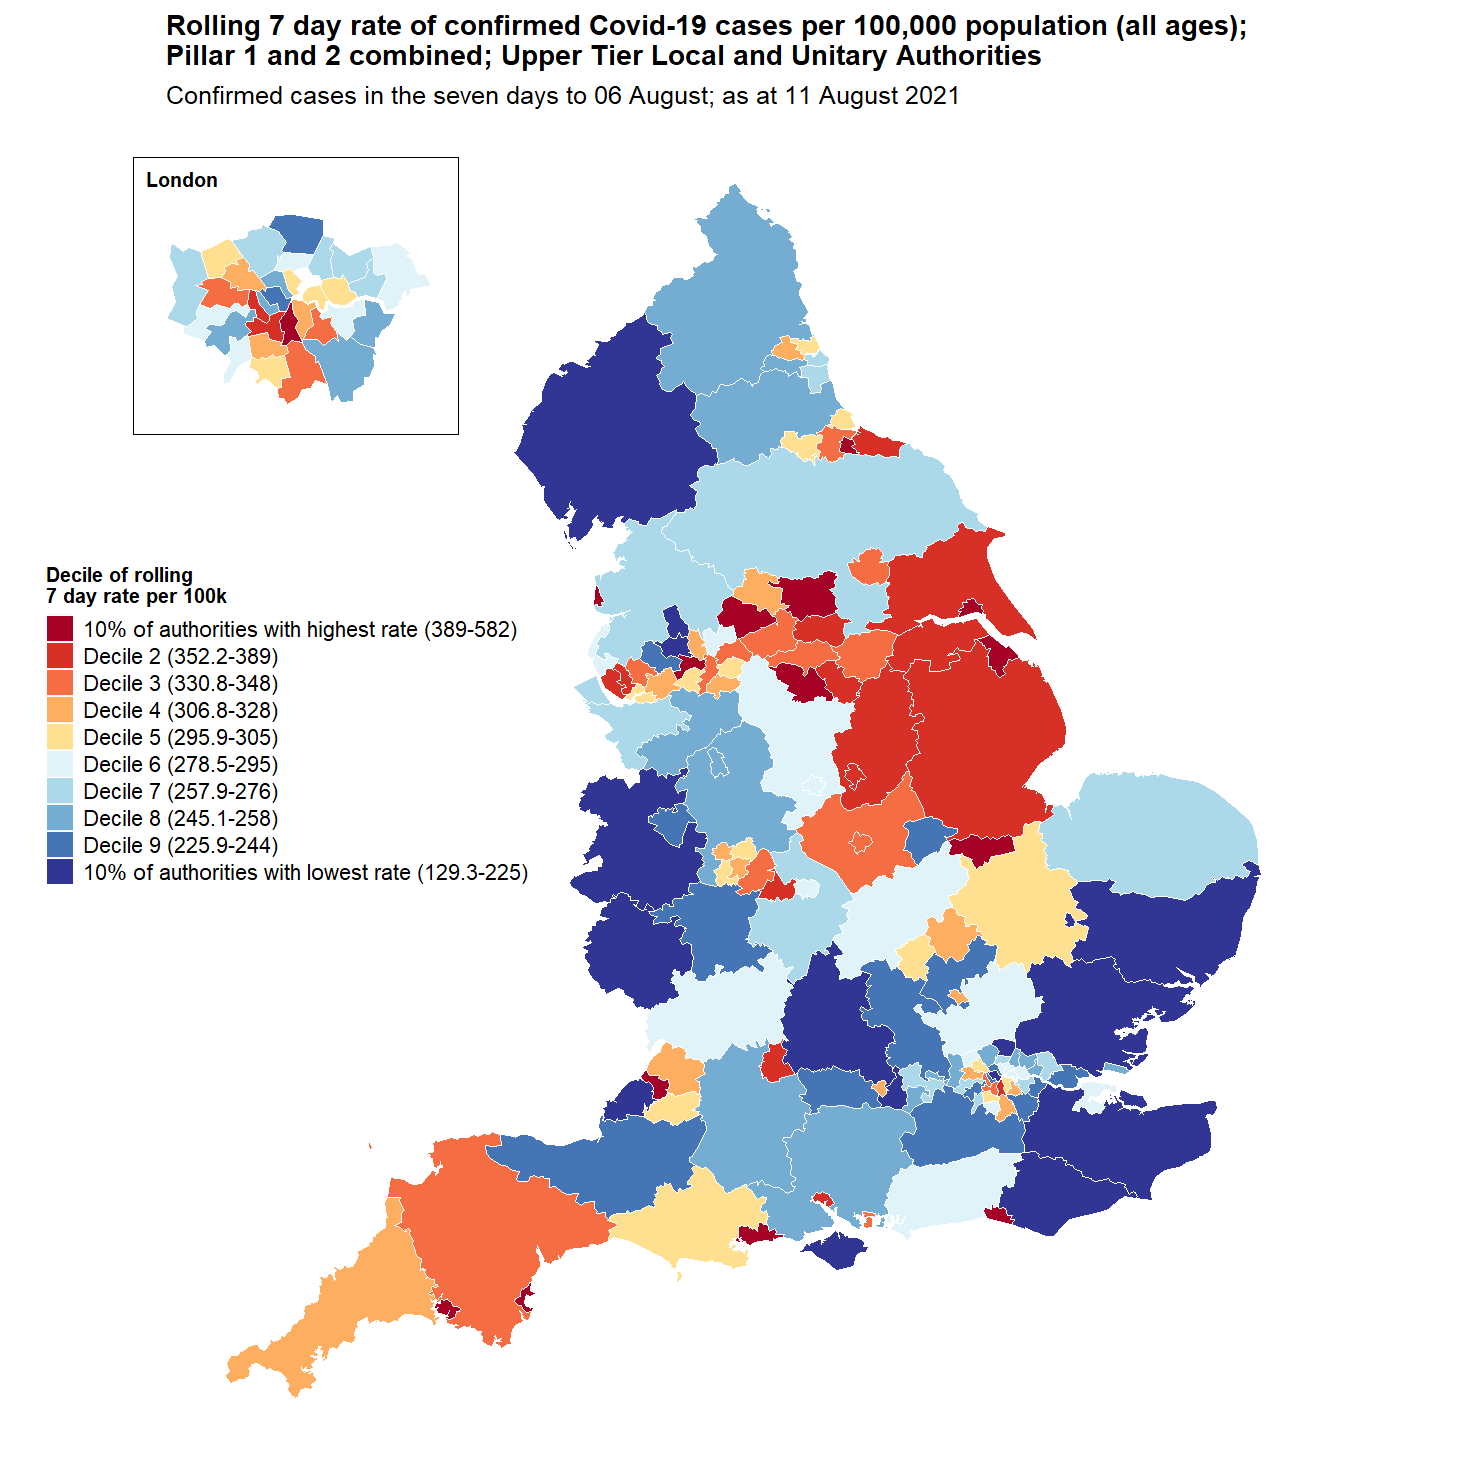 Rolling 7 day rate of confirmed Covid-19 cases per 100,000 population (all ages);
Pillar 1 and 2 combined; Upper Tier Local and Unitary Authorities
Confirmed cases in the seven days to 06 August; as at 11 August 2021
London
Decile of rolling
7 day rate per 100k
10% of authorities with highest rate (389-582)
Decile 2 (352.2-389)
Decile 3 (330.8-348)
Decile 4 (306.8-328)
Decile 5 (295.9-305)
Decile 6 (278.5-295)
Decile 7 (257.9-276)
Decile 8 (245.1-258)
Decile 9 (225.9-244)
10% of authorities with lowest rate (129.3-225)